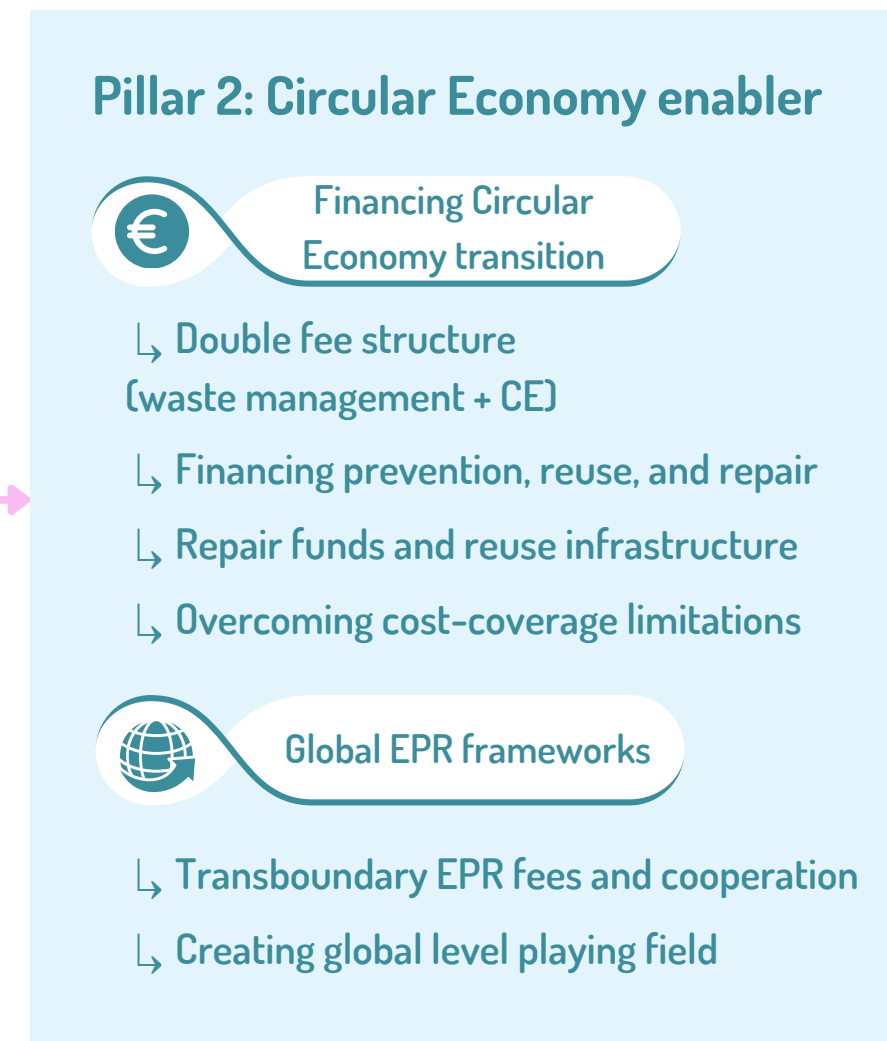 Pillar 2: Circular Economy enabler
Financing Circular
Economy transition
Double fee structure
(waste management + CE)
Financing prevention, reuse, and repair
Repair funds and reuse infrastructure
Overcoming cost-coverage limitations
Global EPR frameworks
Transboundary EPR fees and cooperation
Creating global level playing field